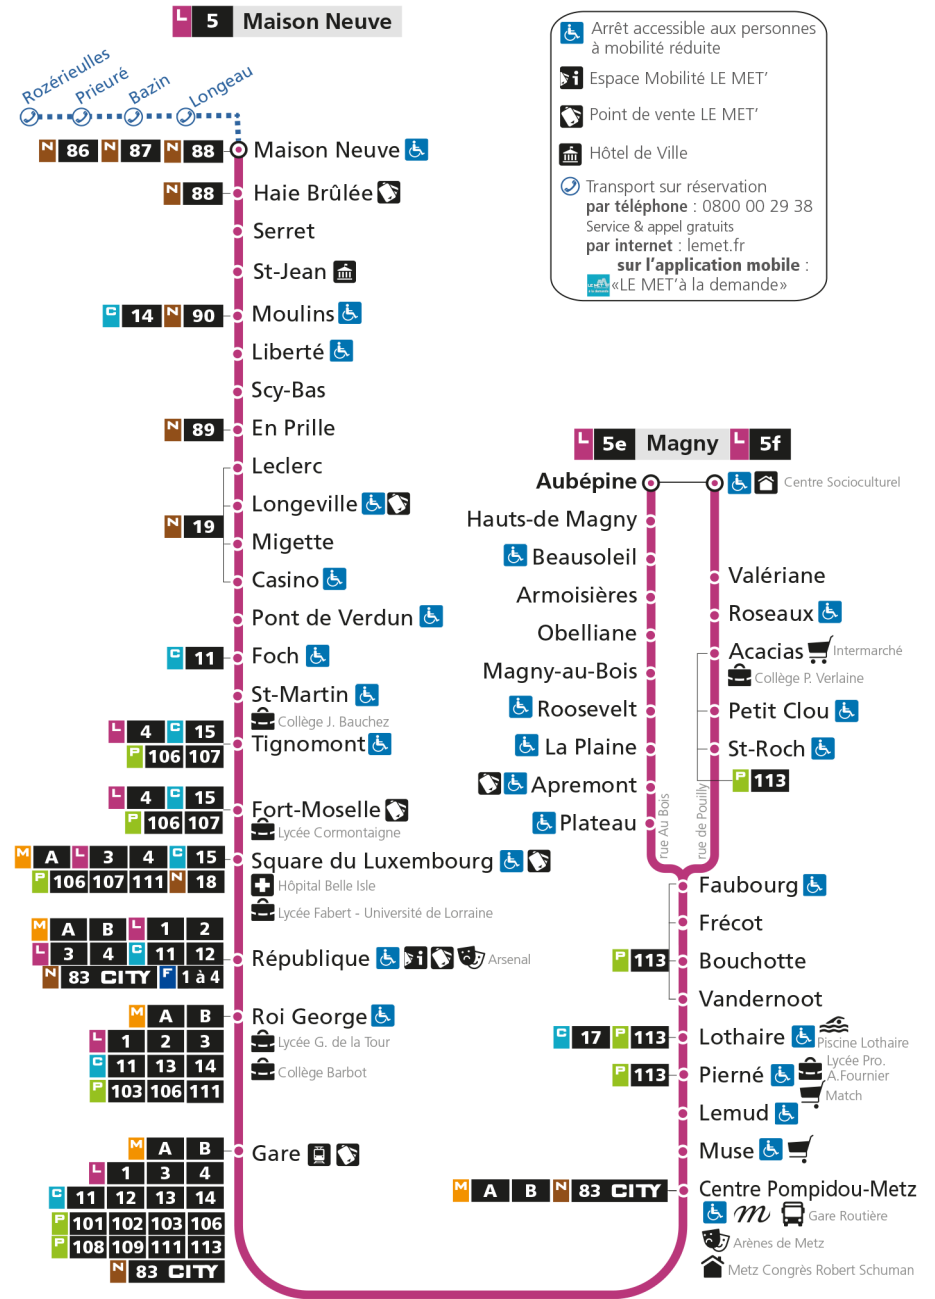 L 5 Maison Neuve
Arrêt accessible aux personnes
à mobilité réduite
Espace Mobilité LE MET'
Point de vente LE MET'
Hôtel de Ville
Transport sur réservation
par téléphone : 0800 00 29 38
Service & appel gratuits
par internet : lemet.fr
sur l'application mobile :
«LE MET'à la demande»
Rozérieulles
Prieuré
Bazin
Longeau
N 86 N 87 N 88 Maison Neuve
N 88 Haie Brûlée
Serret
St-Jean
C 14 N 90 Moulins
Liberté
Scy-Bas
N 89 En Prille
Leclerc
Longeville
N 19
Migette
Casino
Pont de Verdun
C 11 Foch
St-Martin
Collège J. Bauchez
L 4 C 15
P 106 107
Tignomont
L 4 C 15
P 106 107
Fort-Moselle
Lycée Cormontaigne
M A L 3 4 C 15
P 106 107 111 N 18
Square du Luxembourg
Hôpital Belle Isle
Lycée Fabert - Université de Lorraine
M A B L 1 2
L 3 4 C 11 12
N 83 CITY F 1 à 4
République
Arsenal
M A B
L 1 2 3
C 11 13 14
P 103 106 111
Roi George
Lycée G. de la Tour
Collège Barbot
M A B
L 1 3 4
C 11 12 13 14
P 101 102 103 106
P 108 109 111 113
N 83 CITY
Gare
L 5e Magny L 5f
Aubépine
Centre Socioculturel
Hauts-de Magny
Beausoleil
Armoisières
Obelliane
Magny-au-Bois
Roosevelt
La Plaine
Apremont
Plateau
rue Au Bois
rue de Pouilly
Valériane
Roseaux
Acacias
Intermarché
Collège P. Verlaine
Petit Clou
St-Roch
P 113
Faubourg
Frécot
P 113 Bouchotte
Vandernoot
C 17 P 113 Lothaire
Piscine Lothaire
P 113 Pierné
Lycée Pro.
A.Fournier
Match
Lemud
Muse
M A B N 83 CITY Centre Pompidou-Metz
m
Gare Routière
Arènes de Metz
Metz Congrès Robert Schuman